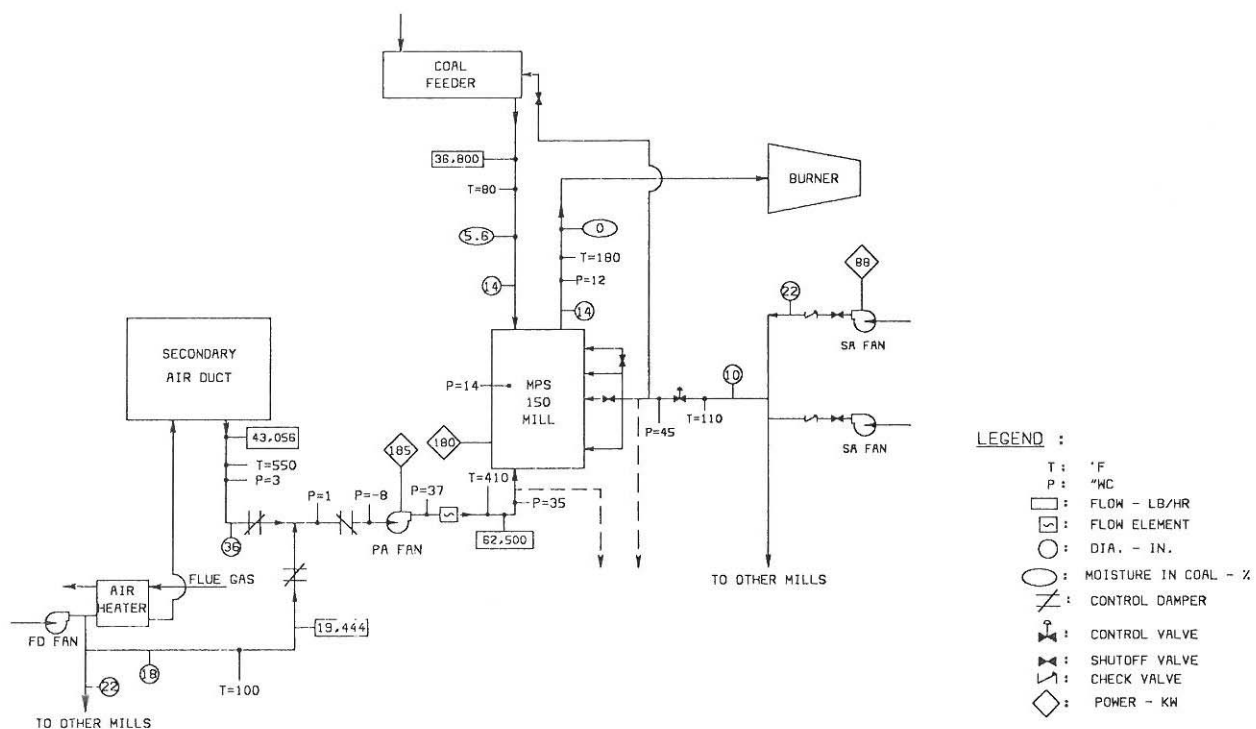 COAL
FEEDER
36,800
T=80
5.6
14
0
T=180
P=12
14
BURNER
88
22
SA FAN
SECONDARY
AIR DUCT
P=14
MPS
150
MILL
10
T=110
P=45
SA FAN
43,056
T=550
P=3
180
185
T=410
P=35
P=1
P=-8
P=37
36
PA FAN
62,500
TO OTHER MILLS
AIR
HEATER
FLUE GAS
FD FAN
19,444
18
T=100
22
TO OTHER MILLS
LEGEND :
T : °F
P : "WC
: FLOW - LB/HR
: FLOW ELEMENT
: DIA. - IN.
: MOISTURE IN COAL - %
: CONTROL DAMPER
: CONTROL VALVE
: SHUTOFF VALVE
: CHECK VALVE
: POWER - KW